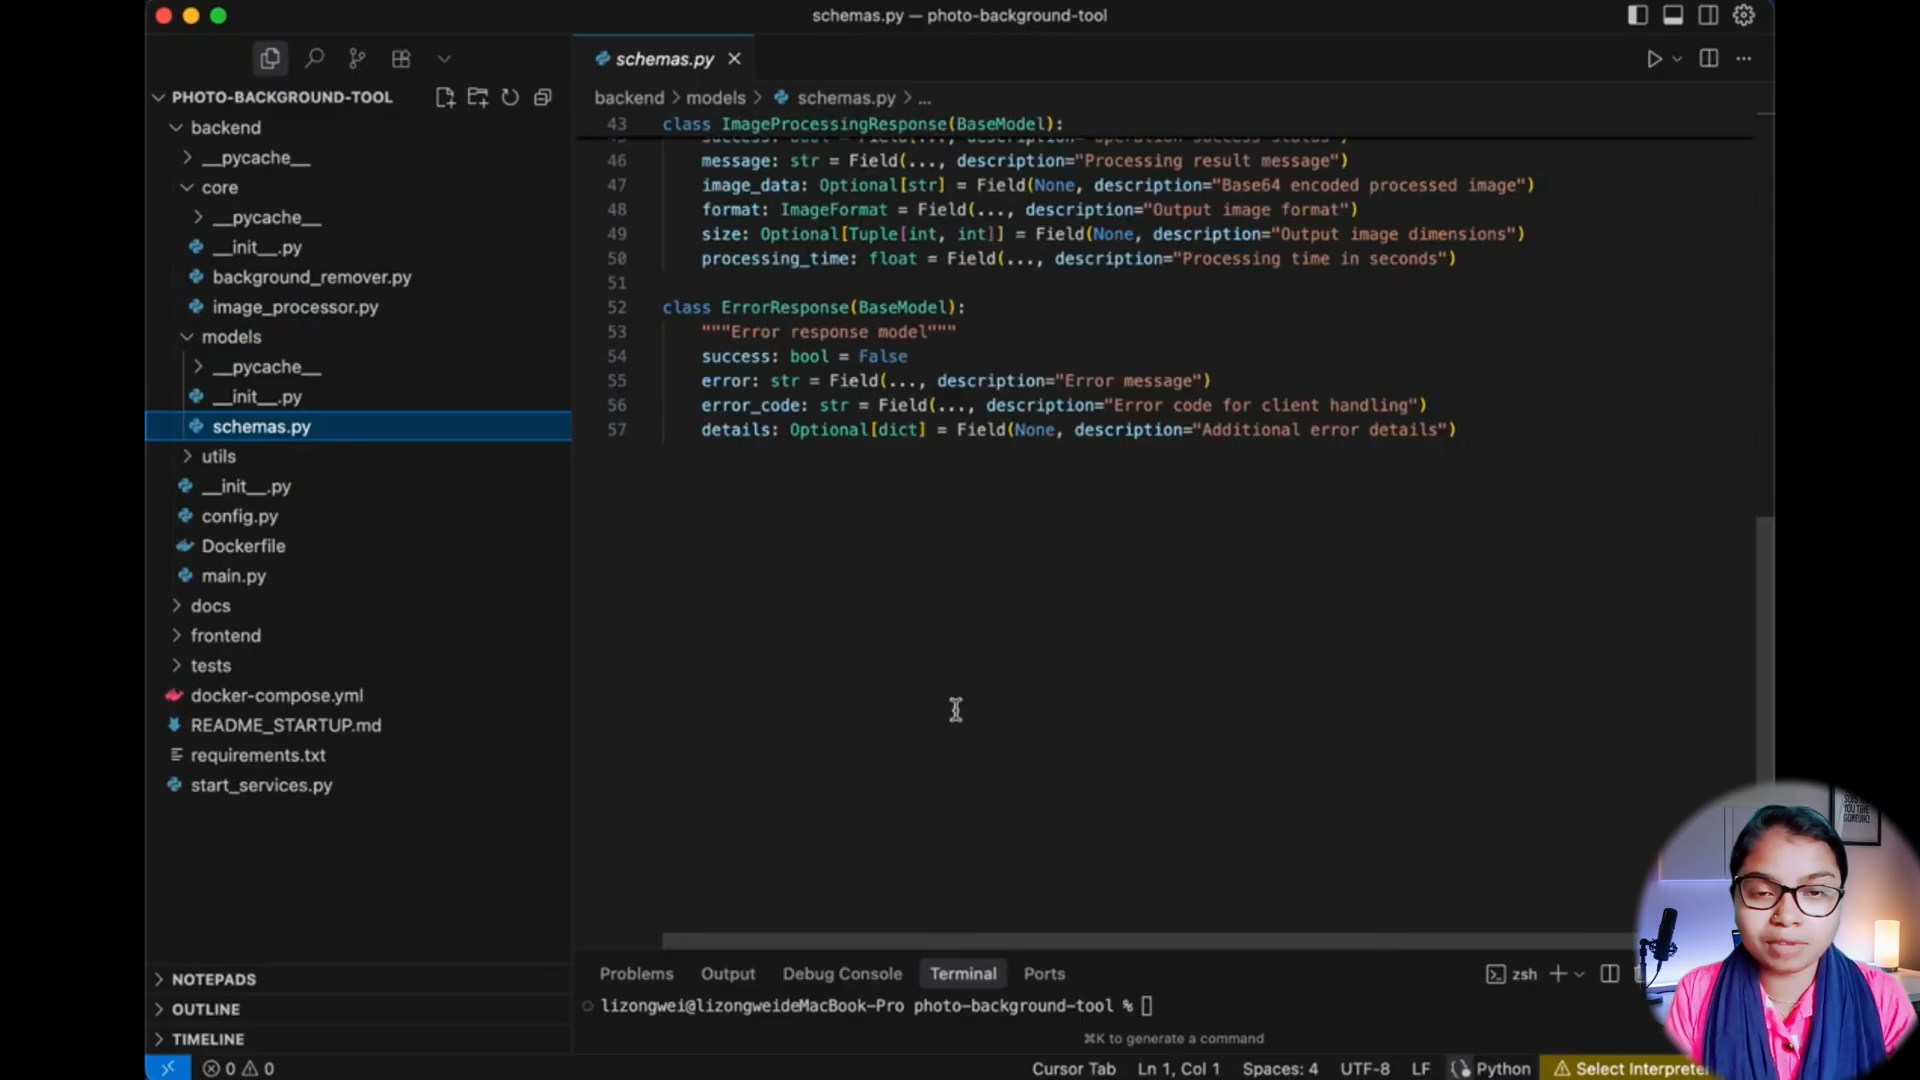 schemas.py — photo-background-tool
PHOTO-BACKGROUND-TOOL
backend
__pycache__
core
__pycache__
__init__.py
background_remover.py
image_processor.py
models
__pycache__
__init__.py
schemas.py
utils
__init__.py
config.py
Dockerfile
main.py
docs
frontend
tests
docker-compose.yml
README_STARTUP.md
requirements.txt
start_services.py
NOTEPADS
OUTLINE
TIMELINE
schemas.py
backend > models > schemas.py > ...
43 class ImageProcessingResponse(BaseModel):
46 message: str = Field(..., description="Processing result message")
47 image_data: Optional[str] = Field(None, description="Base64 encoded processed image")
48 format: ImageFormat = Field(..., description="Output image format")
49 size: Optional[Tuple[int, int]] = Field(None, description="Output image dimensions")
50 processing_time: float = Field(..., description="Processing time in seconds")
51
52 class ErrorResponse(BaseModel):
53 """Error response model"""
54 success: bool = False
55 error: str = Field(..., description="Error message")
56 error_code: str = Field(..., description="Error code for client handling")
57 details: Optional[dict] = Field(None, description="Additional error details")
Problems Output Debug Console Terminal Ports zsh
lizongwei@lizongweideMacBook-Pro photo-background-tool %
⌘K to generate a command
0 0 Cursor Tab Ln 1, Col 1 Spaces: 4 UTF-8 LF Python Select Interprete